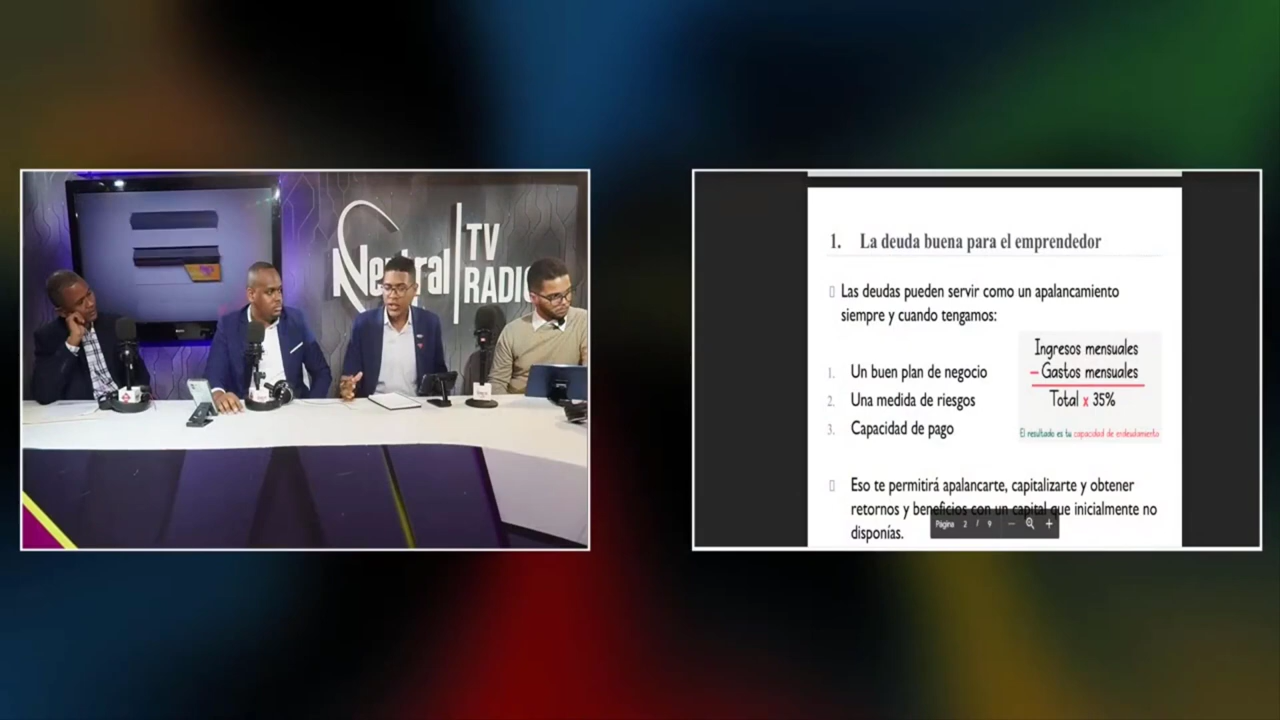 Neutral
TV
RADIO
1. La deuda buena para el emprendedor
Las deudas pueden servir como un apalancamiento
siempre y cuando tengamos:
1. Un buen plan de negocio
2. Una medida de riesgos
3. Capacidad de pago
Ingresos mensuales
– Gastos mensuales
Total x 35%
El resultado es tu capacidad de endeudamiento
Eso te permitirá apalancarte, capitalizarte y obtener
retornos y beneficios con un capital que inicialmente no
disponías.
Página 2 / 9